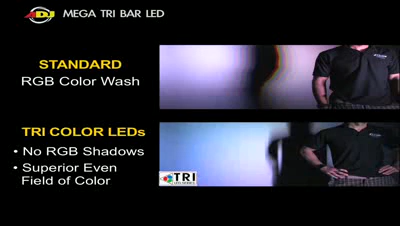 ADJ MEGA TRI BAR LED
STANDARD
RGB Color Wash
TRI COLOR LEDs
• No RGB Shadows
• Superior Even
Field of Color
TRI